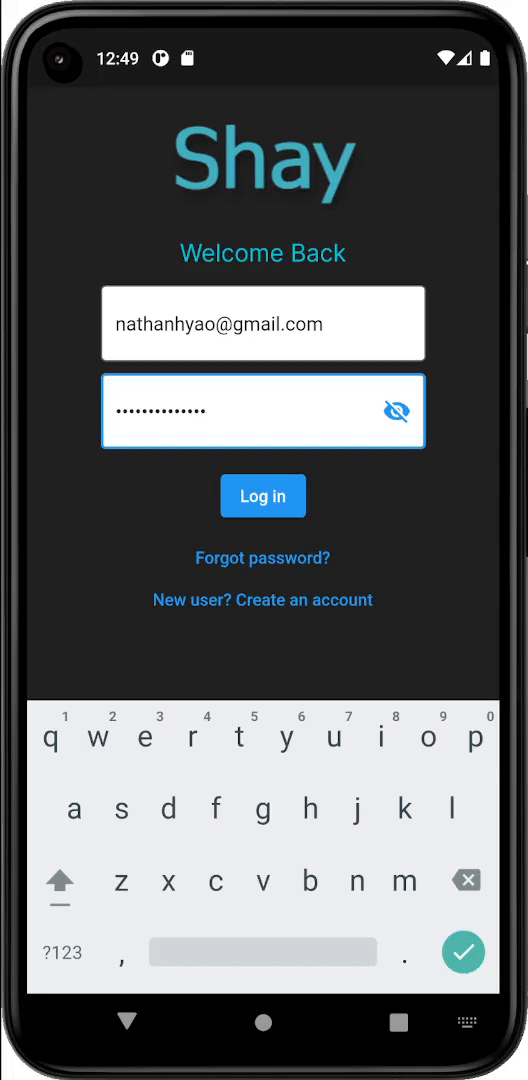 12:49
Shay
Welcome Back
nathanhyao@gmail.com
••••••••••••••
Log in
Forgot password?
New user? Create an account
1 2 3 4 5 6 7 8 9 0
q w e r t y u i o p
a s d f g h j k l
z x c v b n m
?123 , .